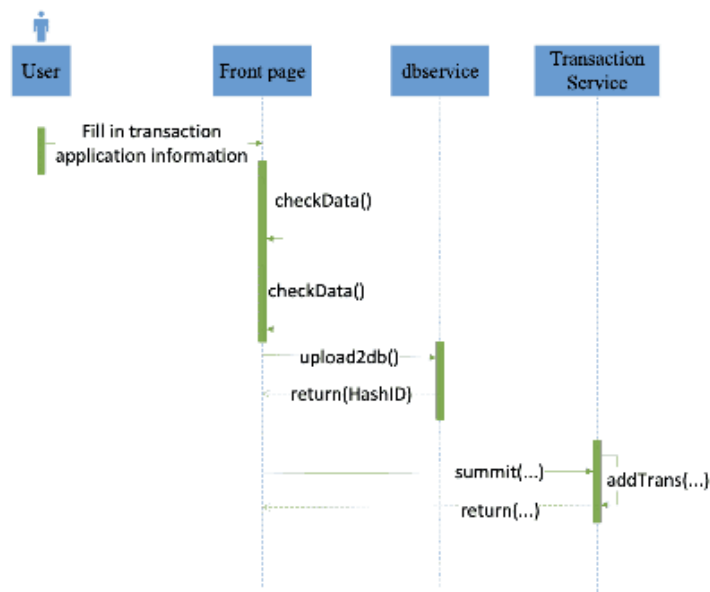 User
Front page
dbservice
Transaction
Service
Fill in transaction
application information
checkData()
checkData()
upload2db()
return(HashID)
summit(...)
addTrans(...)
return(...)